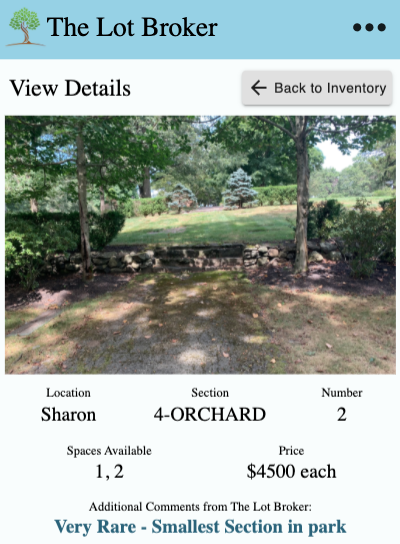 The Lot Broker
View Details
Back to Inventory
Location Section Number
Sharon 4-ORCHARD 2
Spaces Available Price
1, 2 $4500 each
Additional Comments from The Lot Broker:
Very Rare - Smallest Section in park